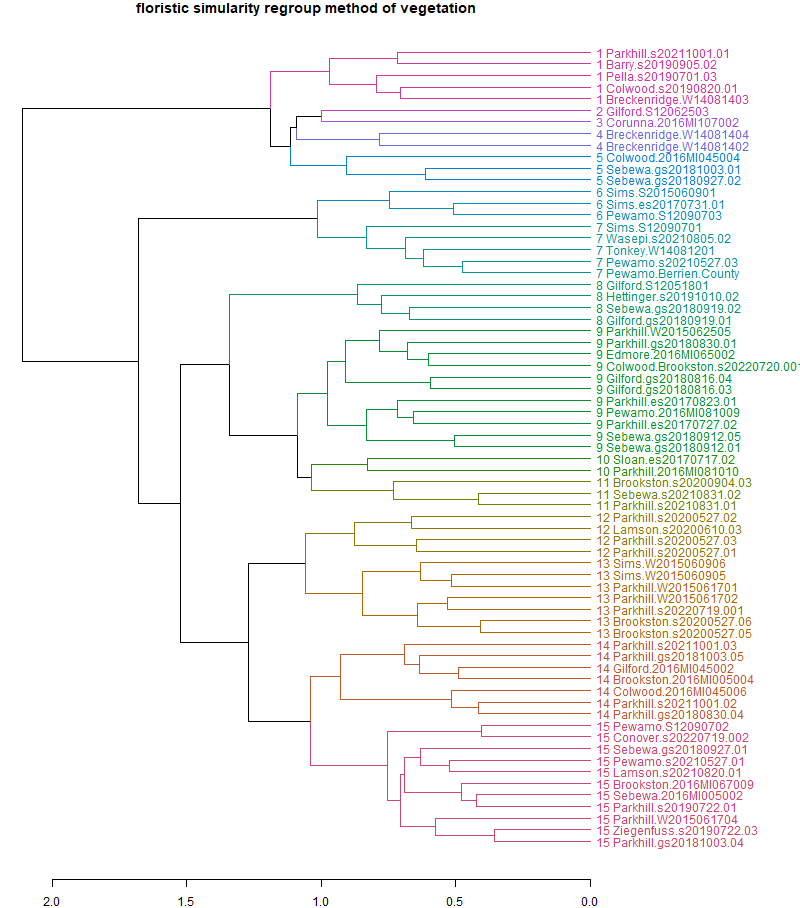 floristic simularity regroup method of vegetation
1 Parkhill.s20211001.01
1 Barry.s20190905.02
1 Pella.s20190701.03
1 Colwood.s20190820.01
1 Breckenridge.W14081403
2 Gilford.S12062503
3 Corunna.2016MI107002
4 Breckenridge.W14081404
4 Breckenridge.W14081402
5 Colwood.2016MI045004
5 Sebewa.gs20181003.01
5 Sebewa.gs20180927.02
6 Sims.S2015060901
6 Sims.es20170731.01
6 Pewamo.S12090703
7 Sims.S12090701
7 Wasepi.s20210805.02
7 Tonkey.W14081201
7 Pewamo.s20210527.03
7 Pewamo.Berrien.County
8 Gilford.S12051801
8 Hettinger.s20191010.02
8 Sebewa.gs20180919.02
8 Gilford.gs20180919.01
9 Parkhill.W2015062505
9 Parkhill.gs20180830.01
9 Edmore.2016MI065002
9 Colwood.Brookston.s20220720.001
9 Gilford.gs20180816.04
9 Gilford.gs20180816.03
9 Parkhill.es20170823.01
9 Pewamo.2016MI081009
9 Parkhill.es20170727.02
9 Sebewa.gs20180912.05
9 Sebewa.gs20180912.01
10 Sloan.es20170717.02
10 Parkhill.2016MI081010
11 Brookston.s20200904.03
11 Sebewa.s20210831.02
11 Parkhill.s20210831.01
12 Parkhill.s20200527.02
12 Lamson.s20200610.03
12 Parkhill.s20200527.03
12 Parkhill.s20200527.01
13 Sims.W2015060906
13 Sims.W2015060905
13 Parkhill.W2015061701
13 Parkhill.W2015061702
13 Parkhill.s20220719.001
13 Brookston.s20200527.06
13 Brookston.s20200527.05
14 Parkhill.s20211001.03
14 Parkhill.gs20181003.05
14 Gilford.2016MI045002
14 Brookston.2016MI005004
14 Colwood.2016MI045006
14 Parkhill.s20211001.02
14 Parkhill.gs20180830.04
15 Pewamo.S12090702
15 Conover.s20220719.002
15 Sebewa.gs20180927.01
15 Pewamo.s20210527.01
15 Lamson.s20210820.01
15 Brookston.2016MI067009
15 Sebewa.2016MI005002
15 Parkhill.s20190722.01
15 Parkhill.W2015061704
15 Ziegenfuss.s20190722.03
15 Parkhill.gs20181003.04
2.0 1.5 1.0 0.5 0.0